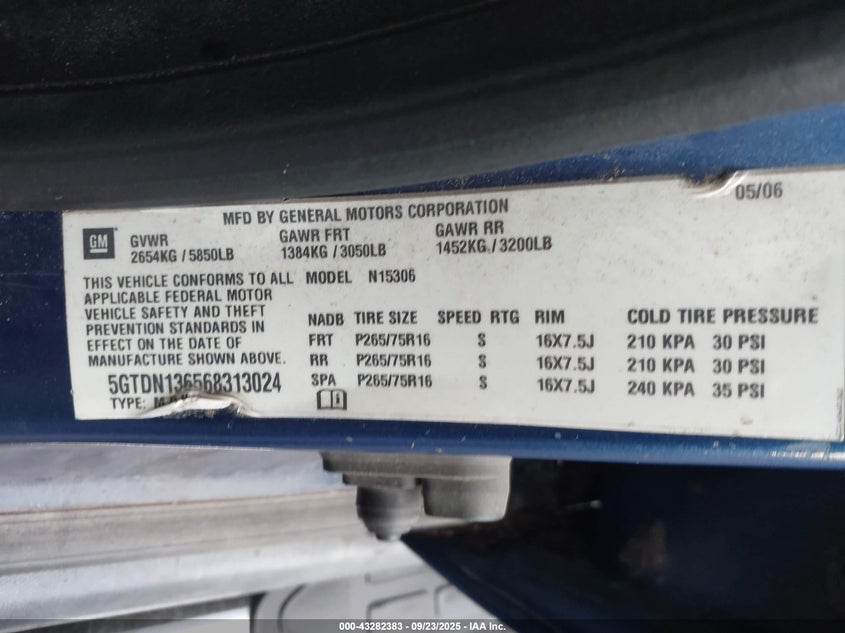 05/06
MFD BY GENERAL MOTORS CORPORATION
GM
GVWR GAWR FRT GAWR RR
2654KG / 5850LB 1384KG / 3050LB 1452KG / 3200LB
THIS VEHICLE CONFORMS TO ALL
APPLICABLE FEDERAL MOTOR
VEHICLE SAFETY AND THEFT
PREVENTION STANDARDS IN
EFFECT ON THE DATE OF
MANUFACTURE SHOWN ABOVE.
5GTDN136568313024
TYPE:
MODEL N15306
NADB TIRE SIZE SPEED RTG RIM COLD TIRE PRESSURE
FRT P265/75R16 S 16X7.5J 210 KPA 30 PSI
RR P265/75R16 S 16X7.5J 210 KPA 30 PSI
SPA P265/75R16 S 16X7.5J 240 KPA 35 PSI
000-43282383 - 09/23/2025 - IAA Inc.